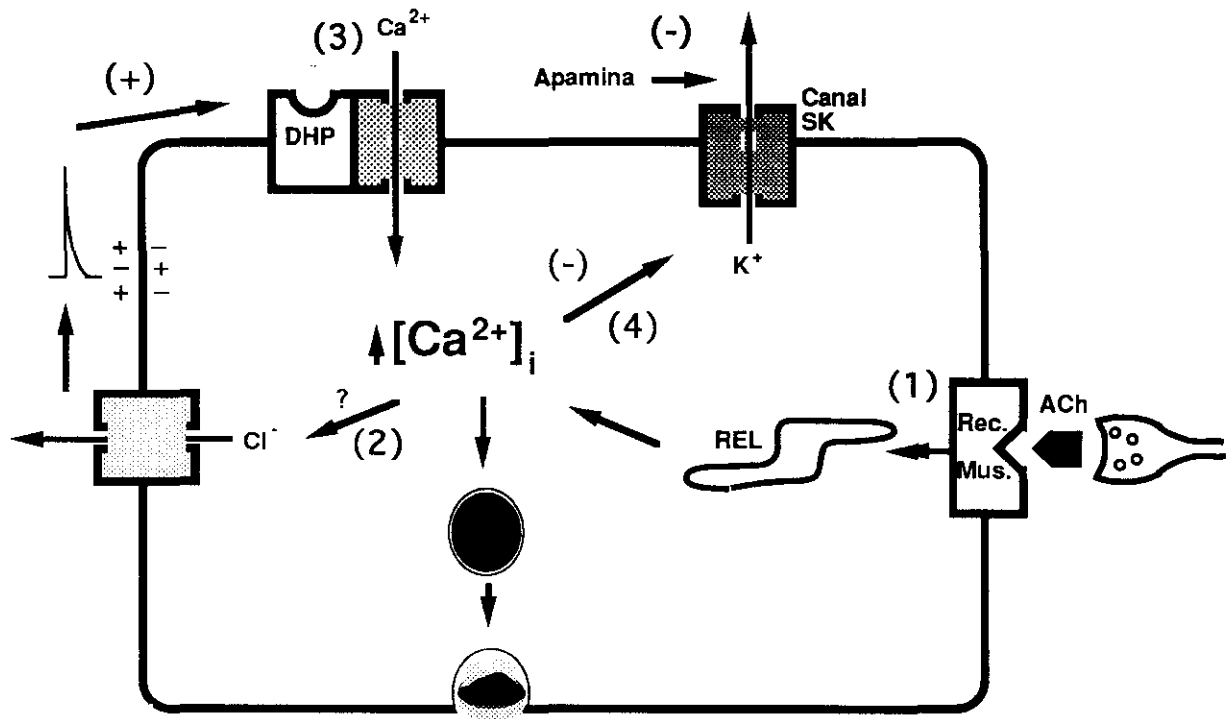 (3) Ca²⁺
(-)
(+)
Apamina
Canal
SK
DHP
+ −
− +
+ −
K⁺
(-)
(4)
[Ca²⁺]i
?
(2)
Cl⁻
(1)
REL
Rec.
Mus.
ACh